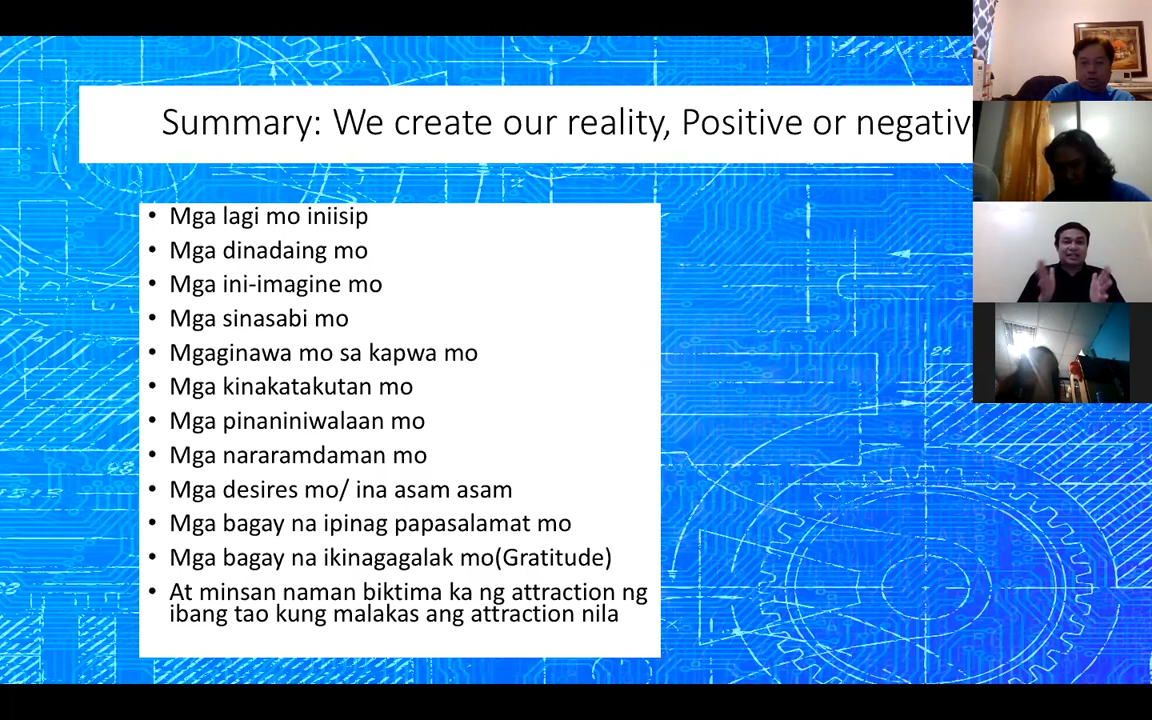 Summary: We create our reality, Positive or negativ
• Mga lagi mo iniisip
• Mga dinadaing mo
• Mga ini-imagine mo
• Mga sinasabi mo
• Mgaginawa mo sa kapwa mo
• Mga kinakatakutan mo
• Mga pinaniniwalaan mo
• Mga nararamdaman mo
• Mga desires mo/ ina asam asam
• Mga bagay na ipinag papasalamat mo
• Mga bagay na ikinagagalak mo(Gratitude)
• At minsan naman biktima ka ng attraction ng
ibang tao kung malakas ang attraction nila
26